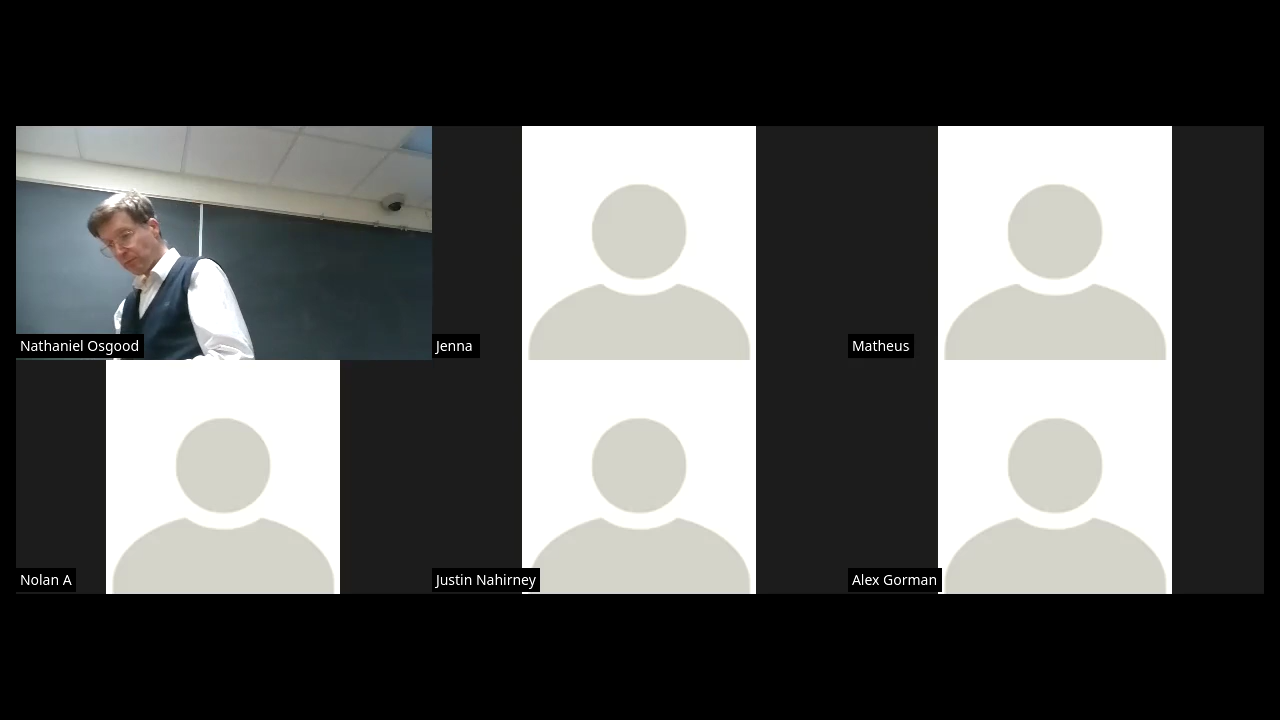 Nathaniel Osgood
Jenna
Matheus
Nolan A
Justin Nahirney
Alex Gorman